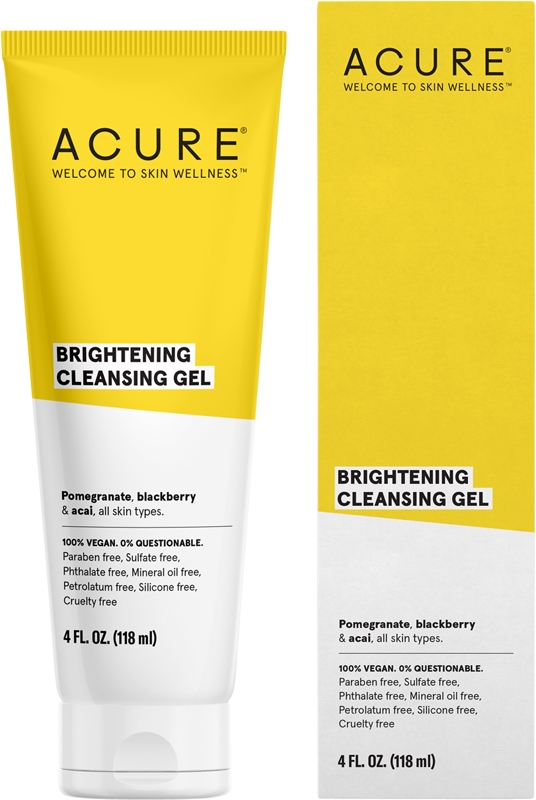 ACURE®
WELCOME TO SKIN WELLNESS™
BRIGHTENING
CLEANSING GEL
Pomegranate, blackberry
& acai, all skin types.
100% VEGAN. 0% QUESTIONABLE.
Paraben free, Sulfate free,
Phthalate free, Mineral oil free,
Petrolatum free, Silicone free,
Cruelty free
4 FL. OZ. (118 ml)
ACURE®
WELCOME TO SKIN WELLNESS™
BRIGHTENING
CLEANSING GEL
Pomegranate, blackberry
& acai, all skin types.
100% VEGAN. 0% QUESTIONABLE.
Paraben free, Sulfate free,
Phthalate free, Mineral oil free,
Petrolatum free, Silicone free,
Cruelty free
4 FL. OZ. (118 ml)